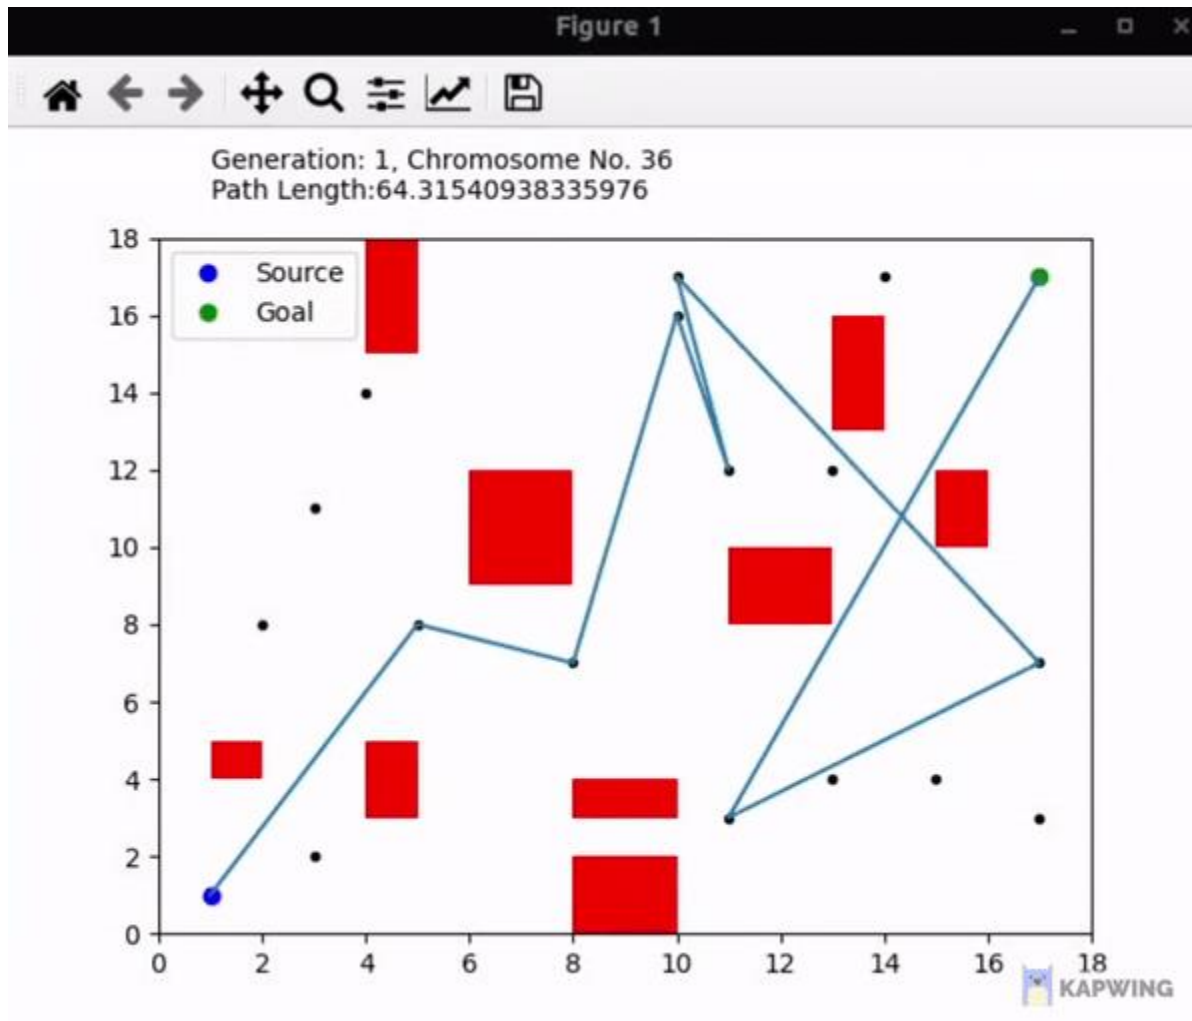 Figure 1
Generation: 1, Chromosome No. 36
Path Length:64.31540938335976
Source
Goal
18
16
14
12
10
8
6
4
2
0
0 2 4 6 8 10 12 14 16 18
KAPWING